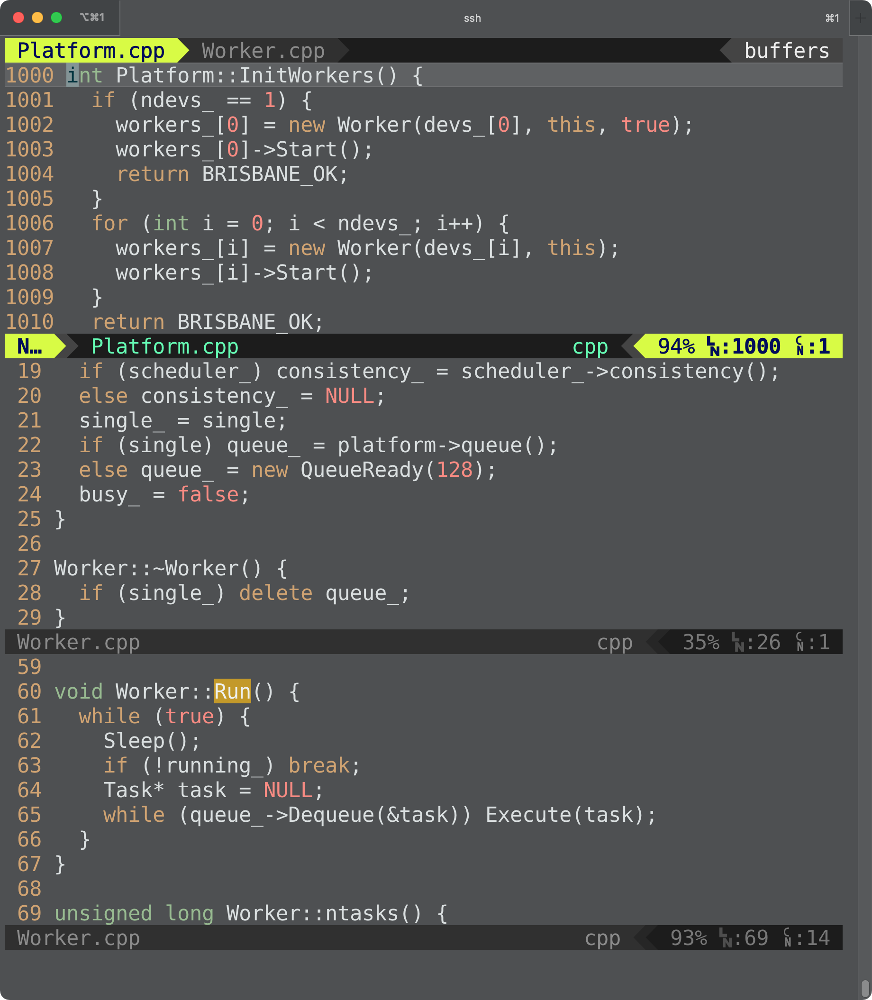 ⌥⌘1 ssh ⌘1 +
Platform.cpp Worker.cpp buffers
1000 int Platform::InitWorkers() {
1001   if (ndevs_ == 1) {
1002     workers_[0] = new Worker(devs_[0], this, true);
1003     workers_[0]->Start();
1004     return BRISBANE_OK;
1005   }
1006   for (int i = 0; i < ndevs_; i++) {
1007     workers_[i] = new Worker(devs_[i], this);
1008     workers_[i]->Start();
1009   }
1010   return BRISBANE_OK;
N… Platform.cpp cpp 94% LN:1000 CN:1
19   if (scheduler_) consistency_ = scheduler_->consistency();
20   else consistency_ = NULL;
21   single_ = single;
22   if (single) queue_ = platform->queue();
23   else queue_ = new QueueReady(128);
24   busy_ = false;
25 }
26
27 Worker::~Worker() {
28   if (single_) delete queue_;
29 }
Worker.cpp cpp 35% LN:26 CN:1
59
60 void Worker::Run() {
61   while (true) {
62     Sleep();
63     if (!running_) break;
64     Task* task = NULL;
65     while (queue_->Dequeue(&task)) Execute(task);
66   }
67 }
68
69 unsigned long Worker::ntasks() {
Worker.cpp cpp 93% LN:69 CN:14